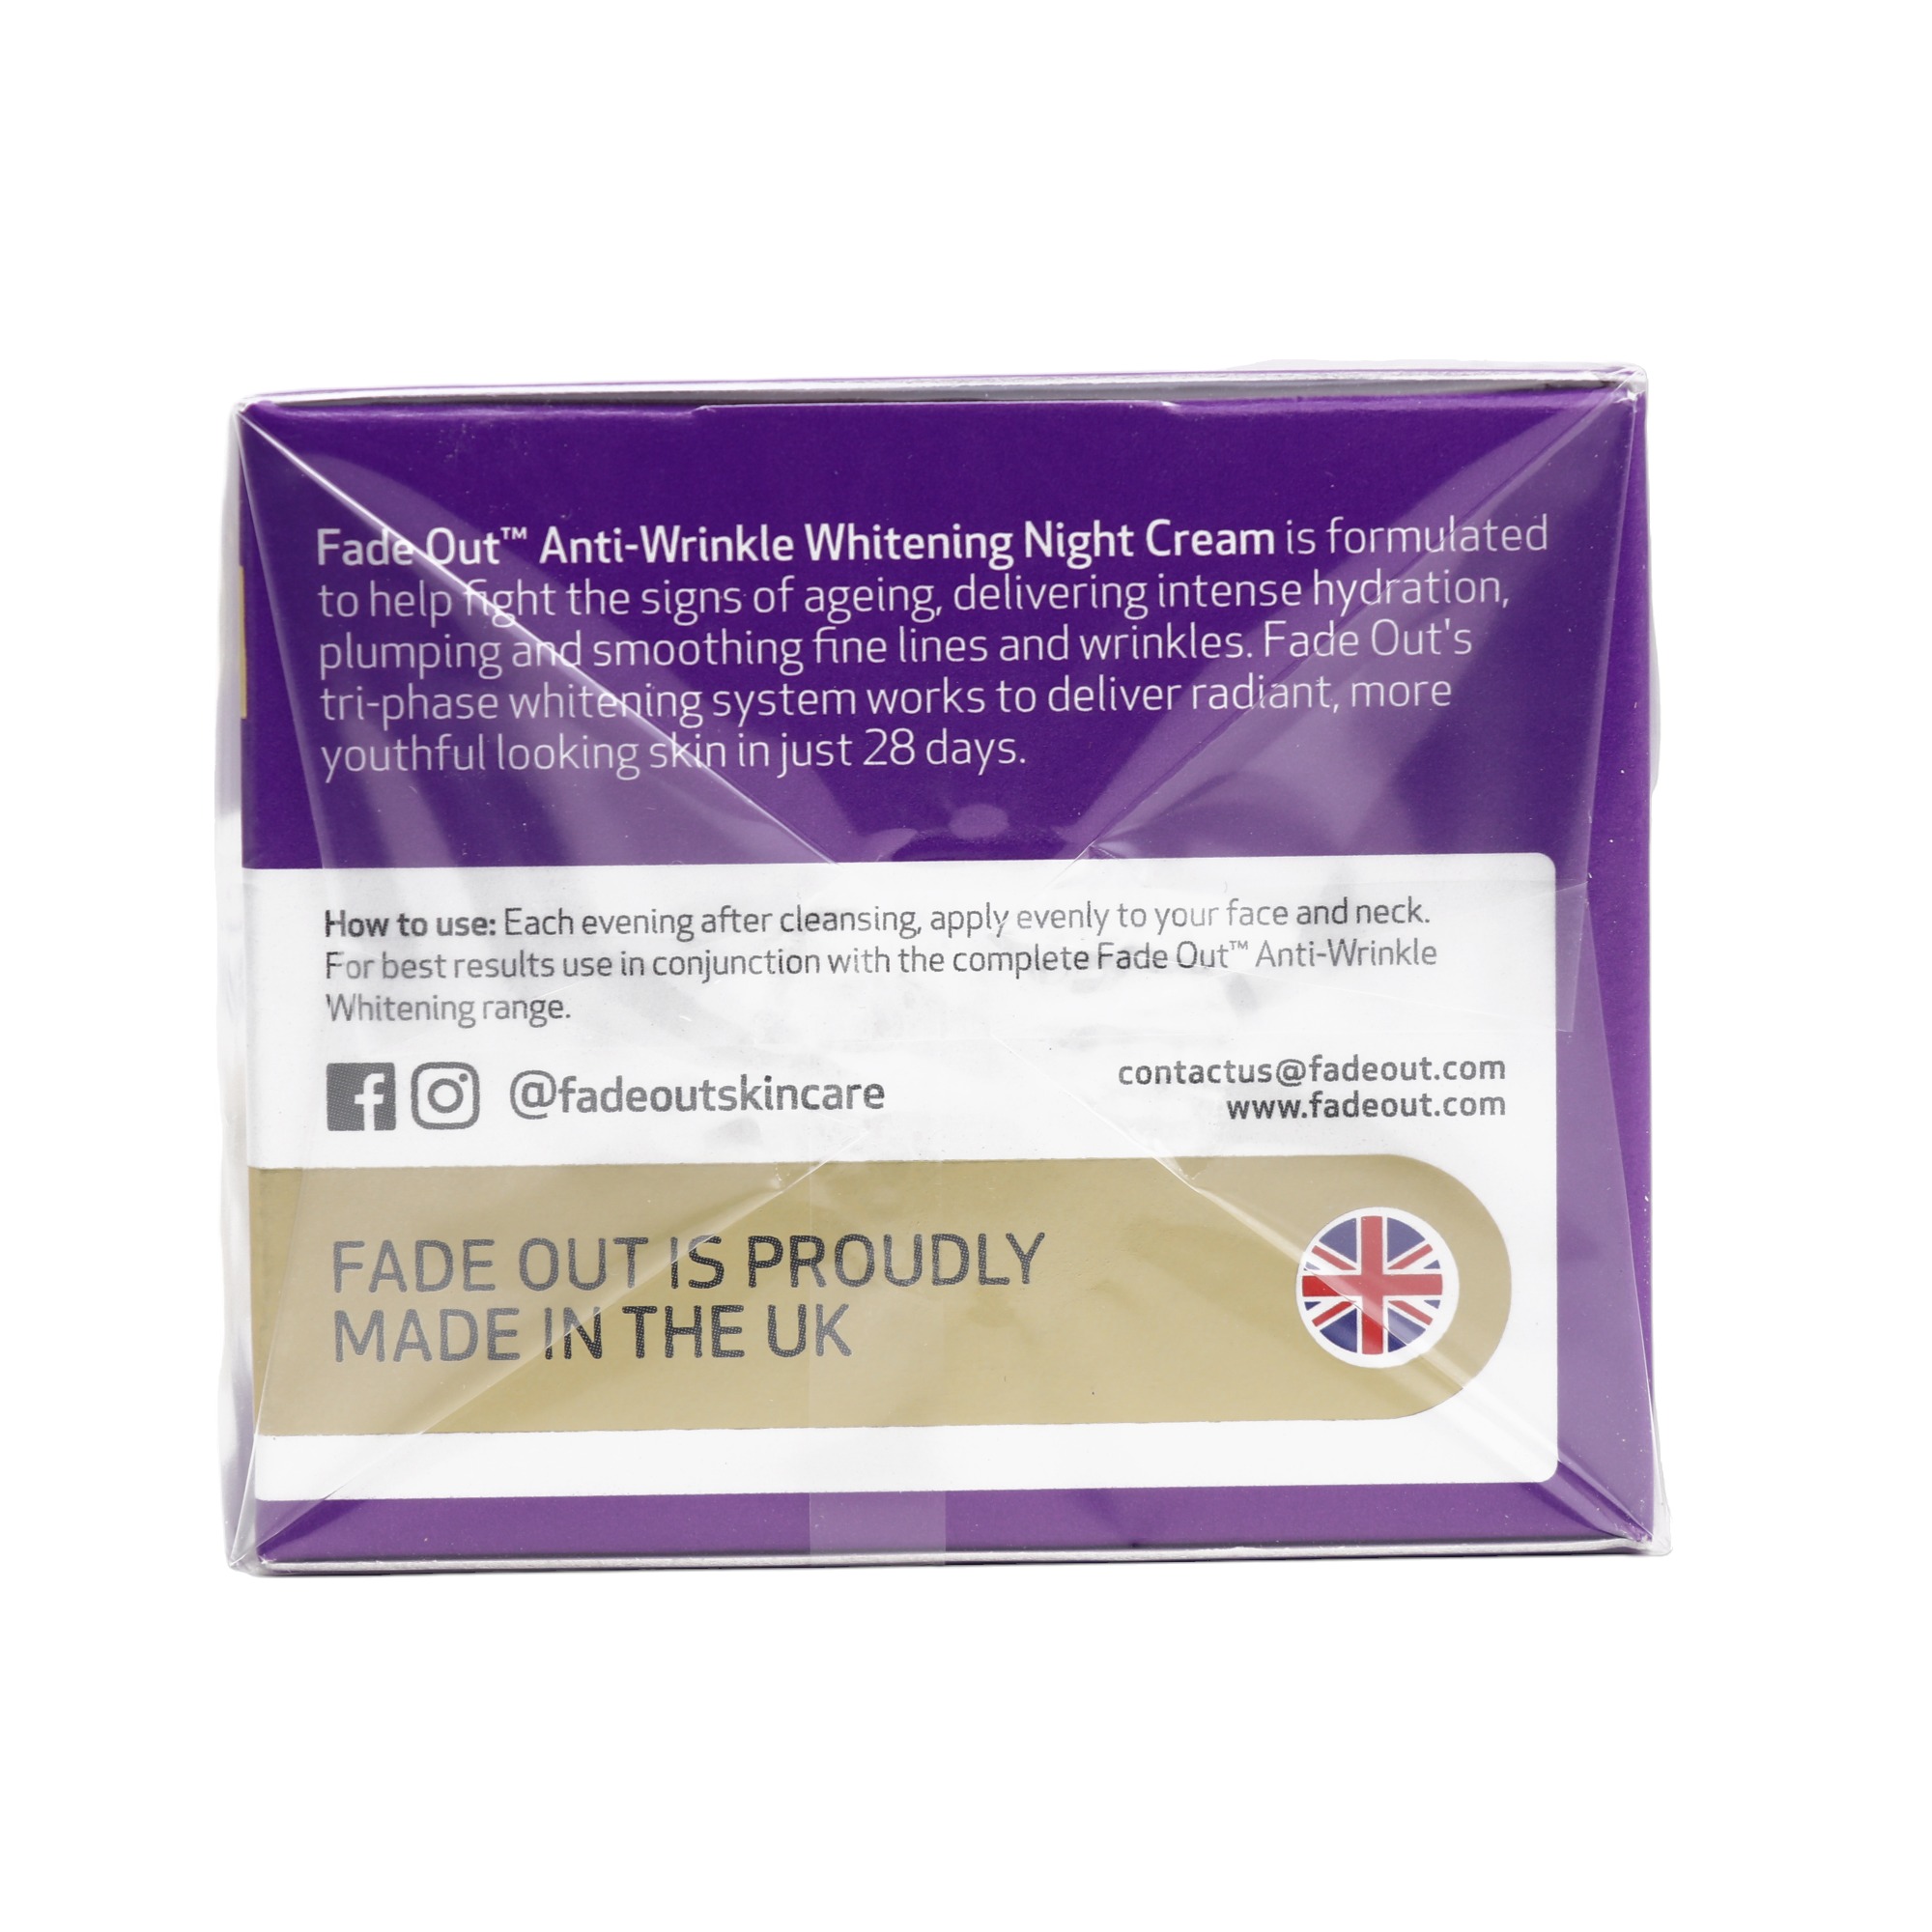 Fade Out™ Anti-Wrinkle Whitening Night Cream is formulated
to help fight the signs of ageing, delivering intense hydration,
plumping and smoothing fine lines and wrinkles. Fade Out's
tri-phase whitening system works to deliver radiant, more
youthful looking skin in just 28 days.
How to use: Each evening after cleansing, apply evenly to your face and neck.
For best results use in conjunction with the complete Fade Out™ Anti-Wrinkle
Whitening range.
@fadeoutskincare
contactus@fadeout.com
www.fadeout.com
FADE OUT IS PROUDLY
MADE IN THE UK